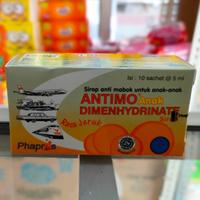 Isi : 10 sachet @ 5 ml
Sirop anti mabok untuk anak-anak
ANTIMO Anak
DIMENHYDRINATE
Rasa Jeruk
Phapros